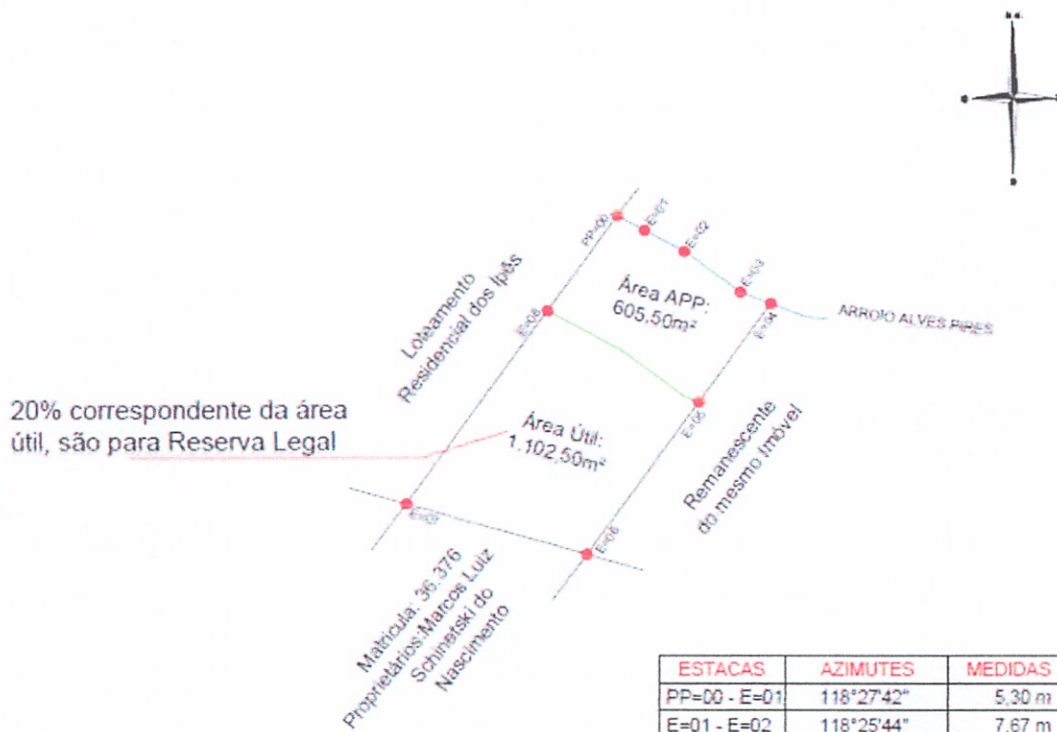 PP=00
E=01
E=02
E=03
E=04
ARROIO ALVES PIRES
Área APP:
605,50m²
Loteamento
Residencial dos Ipês
E=08
20% correspondente da área
útil, são para Reserva Legal
Área Útil:
1.102,50m²
E=05
Remanescente
do mesmo Imóvel
E=06
Matrícula: 36.376
Proprietários:Marcos Luiz
Schinefski do
Nascimento
ESTACAS AZIMUTES MEDIDAS
PP=00 - E=01 118°27'42" 5,30 m
E=01 - E=02 118°25'44" 7,67 m